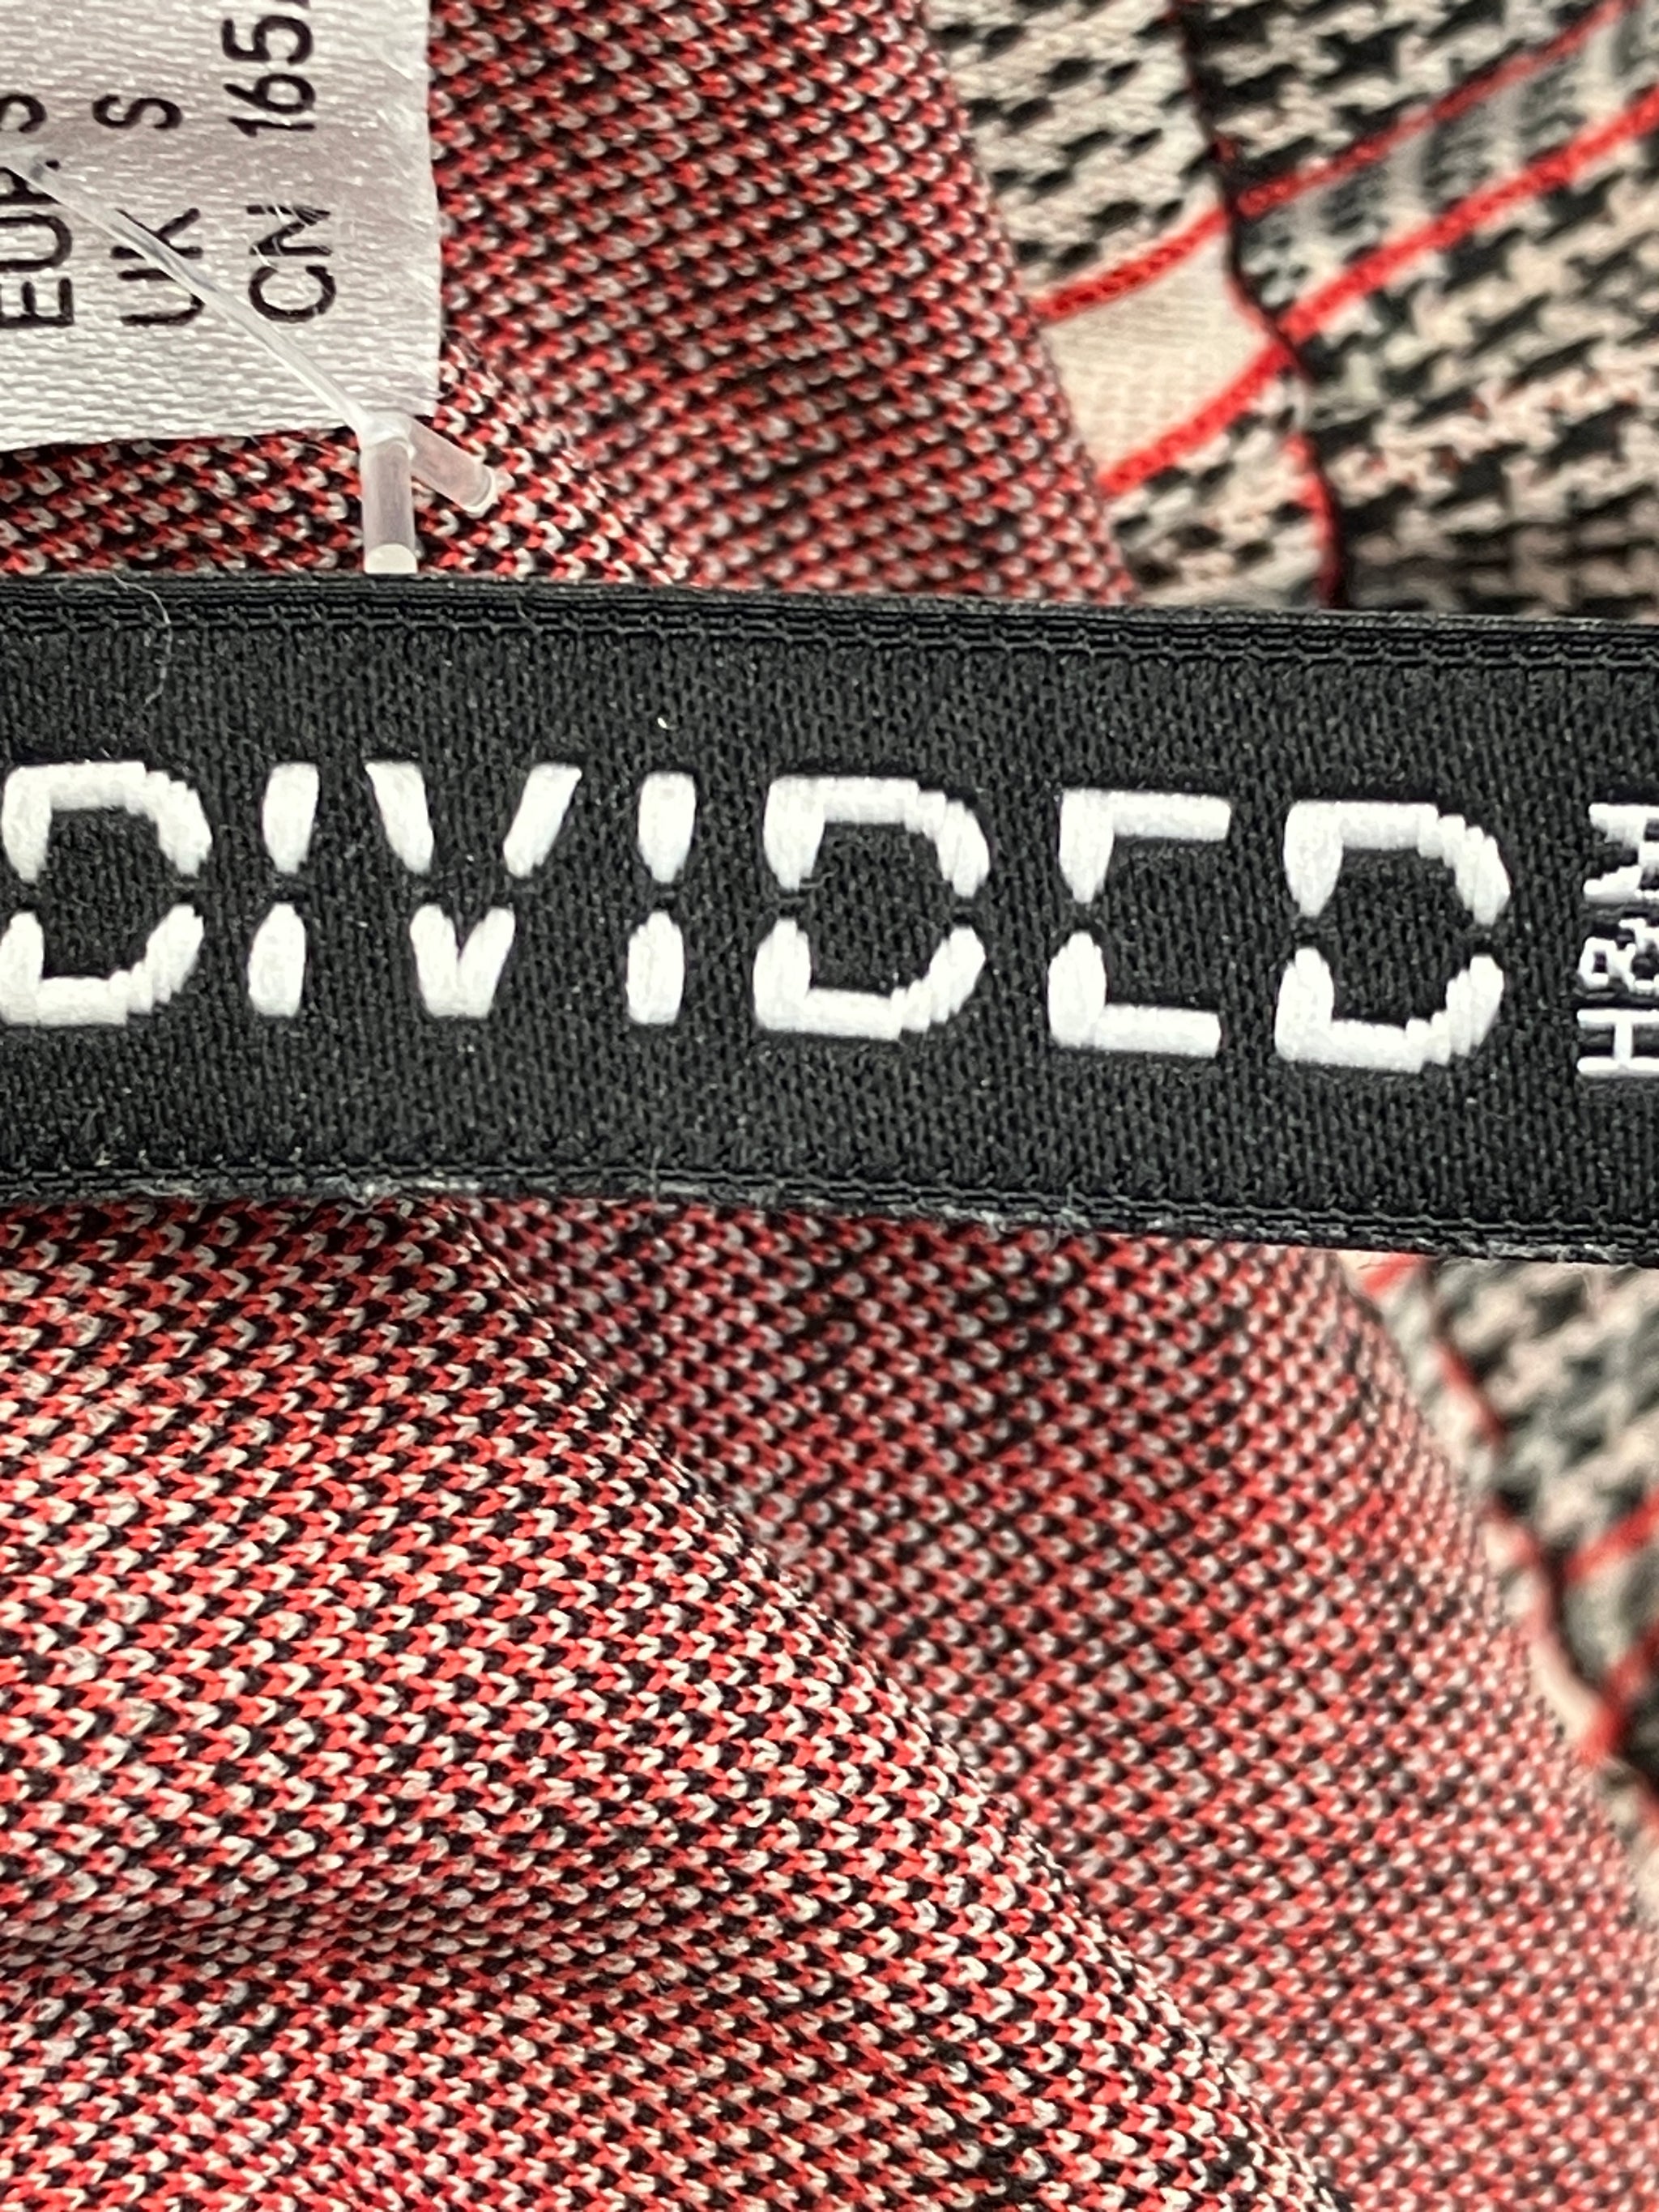 EUR S
UK S
CN 165/
DIVIDED
H&M